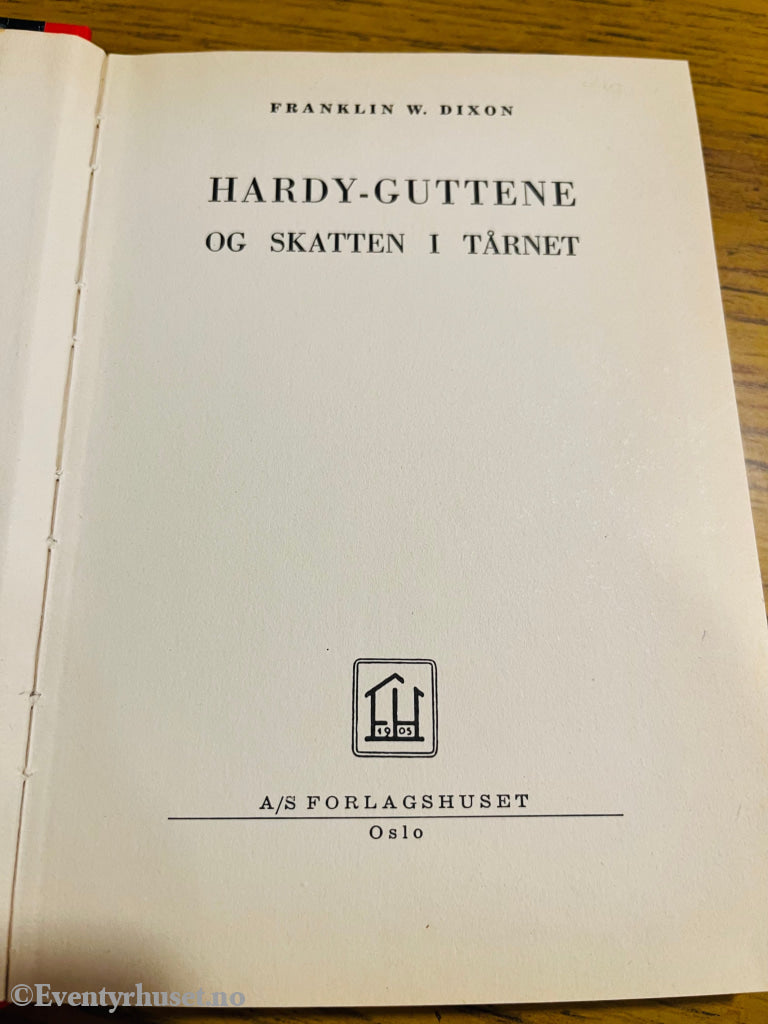 FRANKLIN W. DIXON
HARDY-GUTTENE
OG SKATTEN I TÅRNET
FH
1905
A/S FORLAGSHUSET
Oslo
©Eventyrhuset.no